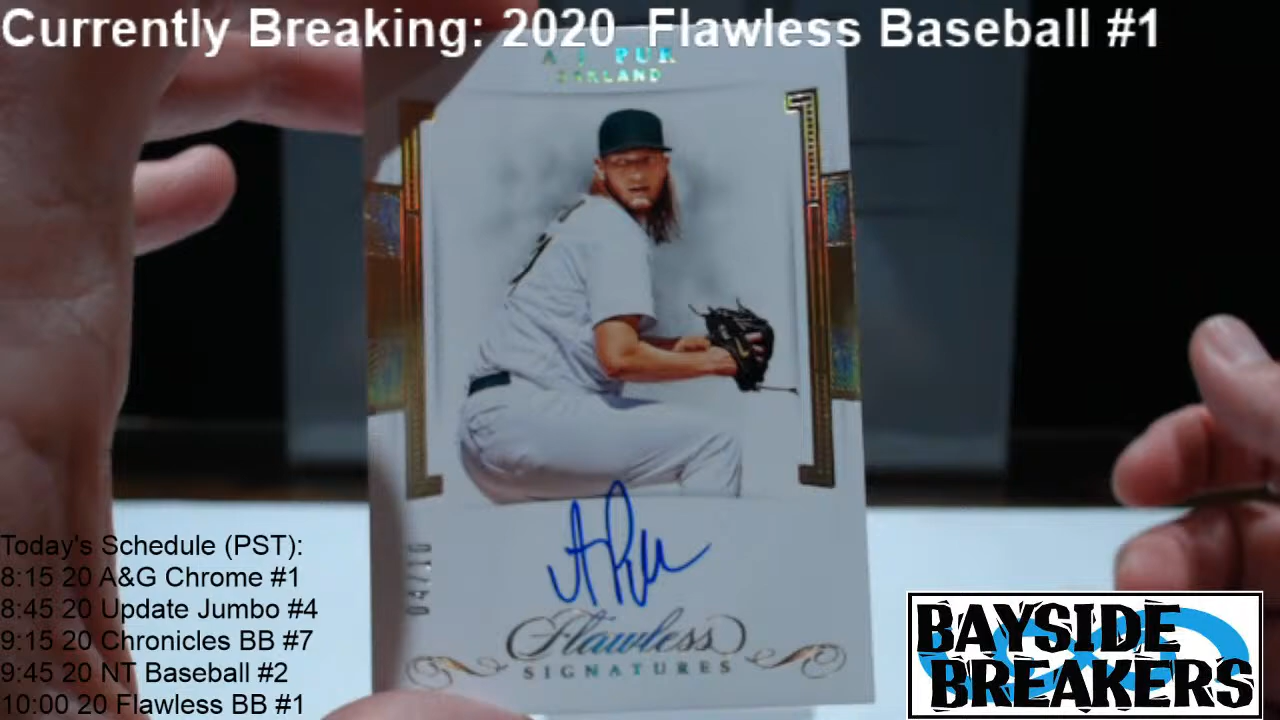 Currently Breaking: 2020 Flawless Baseball #1
A.J. PUK
OAKLAND
04/10
Flawless
SIGNATURES
Today's Schedule (PST):
8:15 20 A&G Chrome #1
8:45 20 Update Jumbo #4
9:15 20 Chronicles BB #7
9:45 20 NT Baseball #2
10:00 20 Flawless BB #1
BAYSIDE
BREAKERS